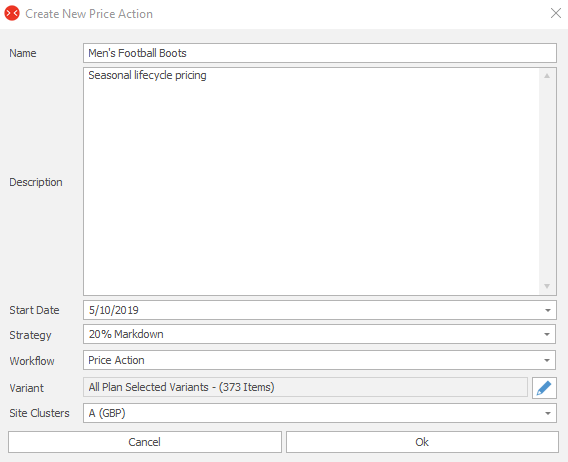 Create New Price Action
Name Men's Football Boots
Description Seasonal lifecycle pricing
Start Date 5/10/2019
Strategy 20% Markdown
Workflow Price Action
Variant All Plan Selected Variants - (373 Items)
Site Clusters A (GBP)
Cancel Ok